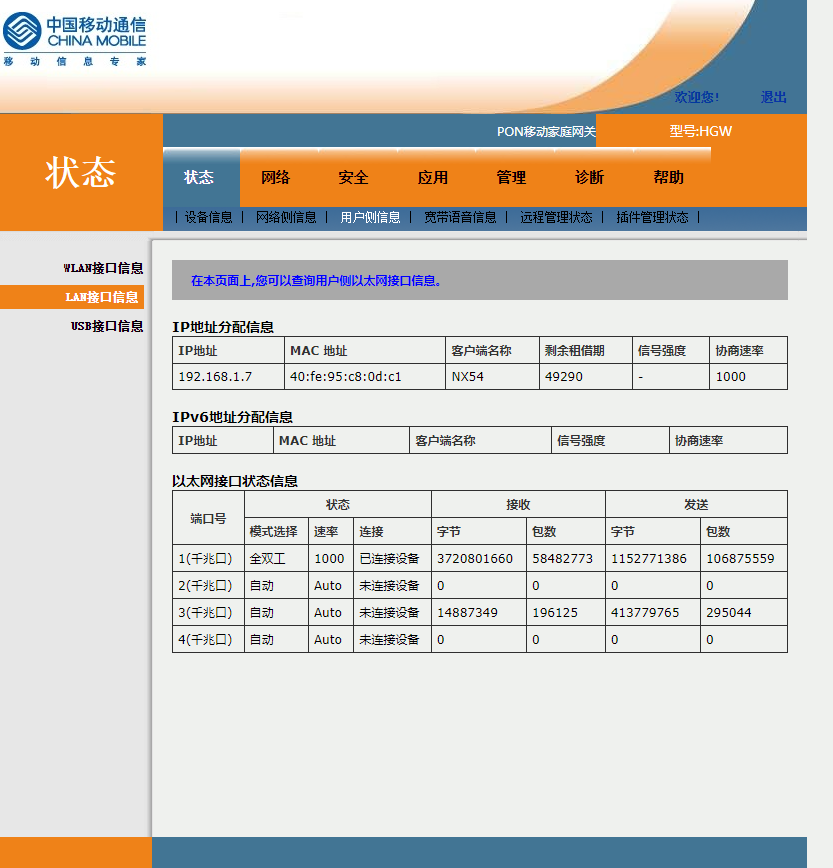 中国移动通信
CHINA MOBILE
移 动 信 息 专 家
欢迎您! 退出
PON移动家庭网关 型号:HGW
状态
状态 网络 安全 应用 管理 诊断 帮助
| 设备信息 | 网络侧信息 | 用户侧信息 | 宽带语音信息 | 远程管理状态 | 插件管理状态 |
WLAN接口信息
LAN接口信息
USB接口信息
在本页面上,您可以查询用户侧以太网接口信息。
IP地址分配信息
IP地址 MAC 地址 客户端名称 剩余租借期 信号强度 协商速率
192.168.1.7 40:fe:95:c8:0d:c1 NX54 49290 - 1000
IPv6地址分配信息
IP地址 MAC 地址 客户端名称 信号强度 协商速率
以太网接口状态信息
端口号 状态 接收 发送
模式选择 速率 连接 字节 包数 字节 包数
1(千兆口) 全双工 1000 已连接设备 3720801660 58482773 1152771386 106875559
2(千兆口) 自动 Auto 未连接设备 0 0 0 0
3(千兆口) 自动 Auto 未连接设备 14887349 196125 413779765 295044
4(千兆口) 自动 Auto 未连接设备 0 0 0 0